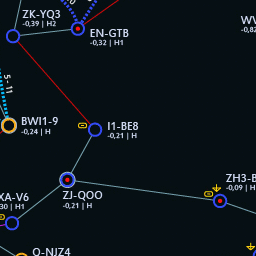 ZK-YQ3
-0,39 | H2
EN-GTB
-0,32 | H1
WV
-0,82
5 - 11
BWI1-9
-0,24 | H
I1-BE8
-0,21 | H
ZJ-QOO
-0,21 | H
ZH3-B
-0,09 | H
XA-V6
30 | H1
O-NJZ4